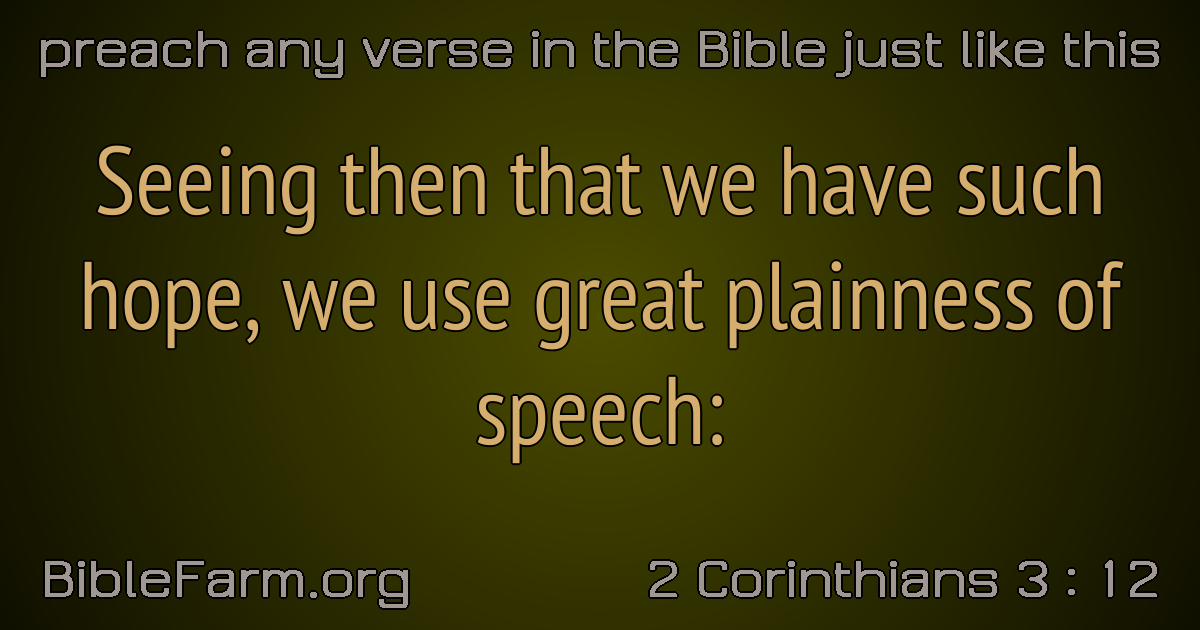 preach any verse in the Bible just like this
Seeing then that we have such
hope, we use great plainness of
speech:
BibleFarm.org
2 Corinthians 3 : 12